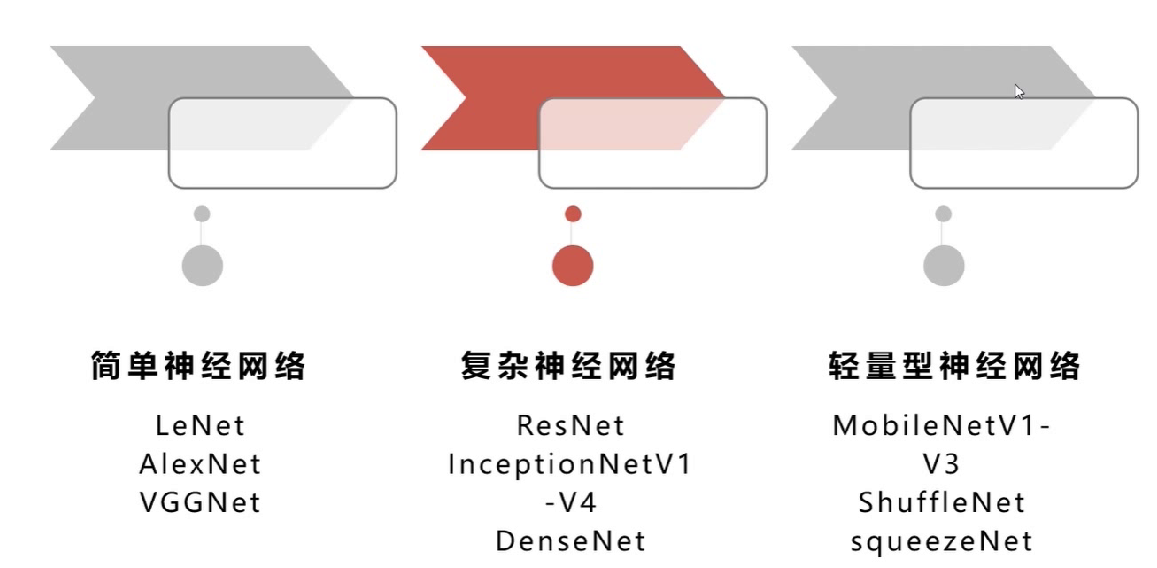 简单神经网络
LeNet
AlexNet
VGGNet
复杂神经网络
ResNet
InceptionNetV1
-V4
DenseNet
轻量型神经网络
MobileNetV1-
V3
ShuffleNet
squeezeNet